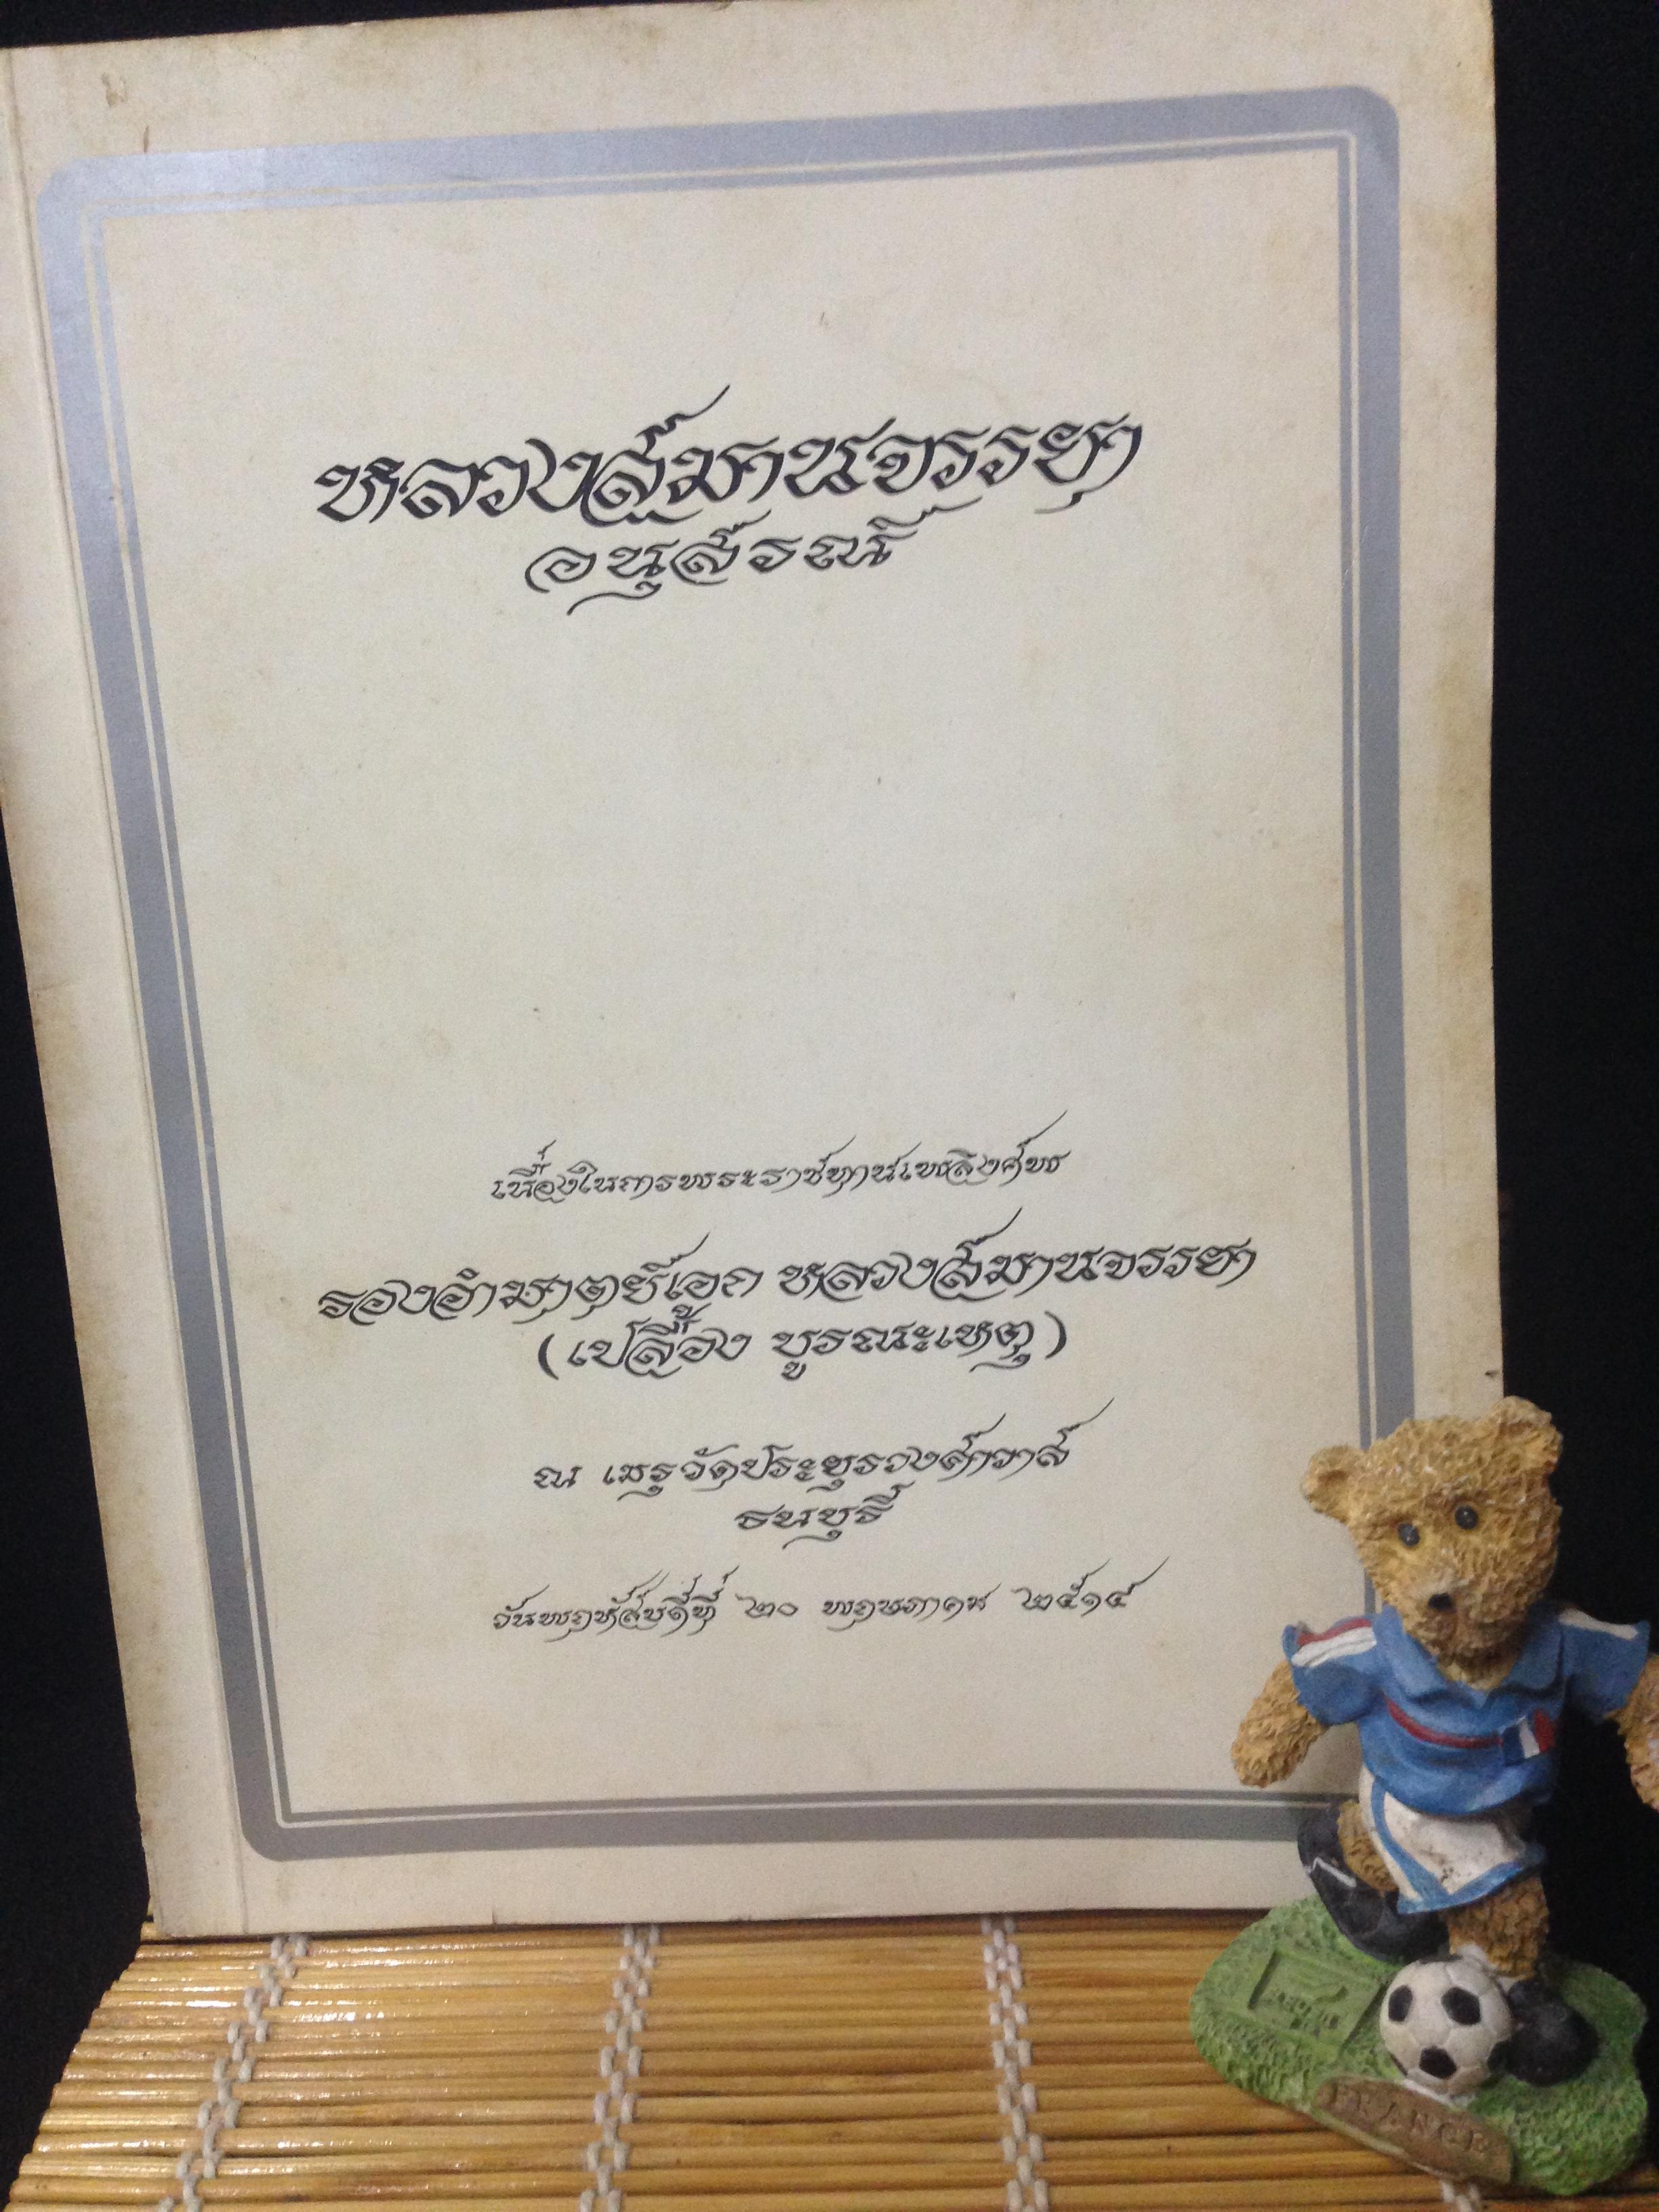 หลวงสมานจรรยา
อนุสรณ์
เนื่องในการพระราชทานเพลิงศพ
รองอำมาตย์เอก หลวงสมานจรรยา
(เปลื้อง บูรณะเหตุ)
ณ เมรุวัดประยุรวงศาวาส
ธนบุรี
วันพฤหัสบดีที่ ๒๐ พฤษภาคม ๒๕๑๔
FRANCE